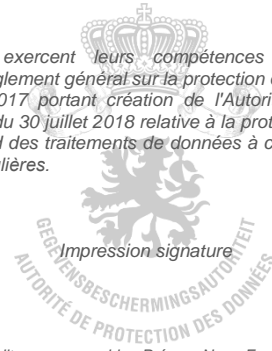 exercent leurs compétences
glement général sur la protection
2017 portant création de l'Autori
du 30 juillet 2018 relative à la prot
d des traitements de données à c
lières.
Impression signature
GEGEVENSBESCHERMINGSAUTORITEIT
AUTORITÉ DE PROTECTION DES DONNÉES